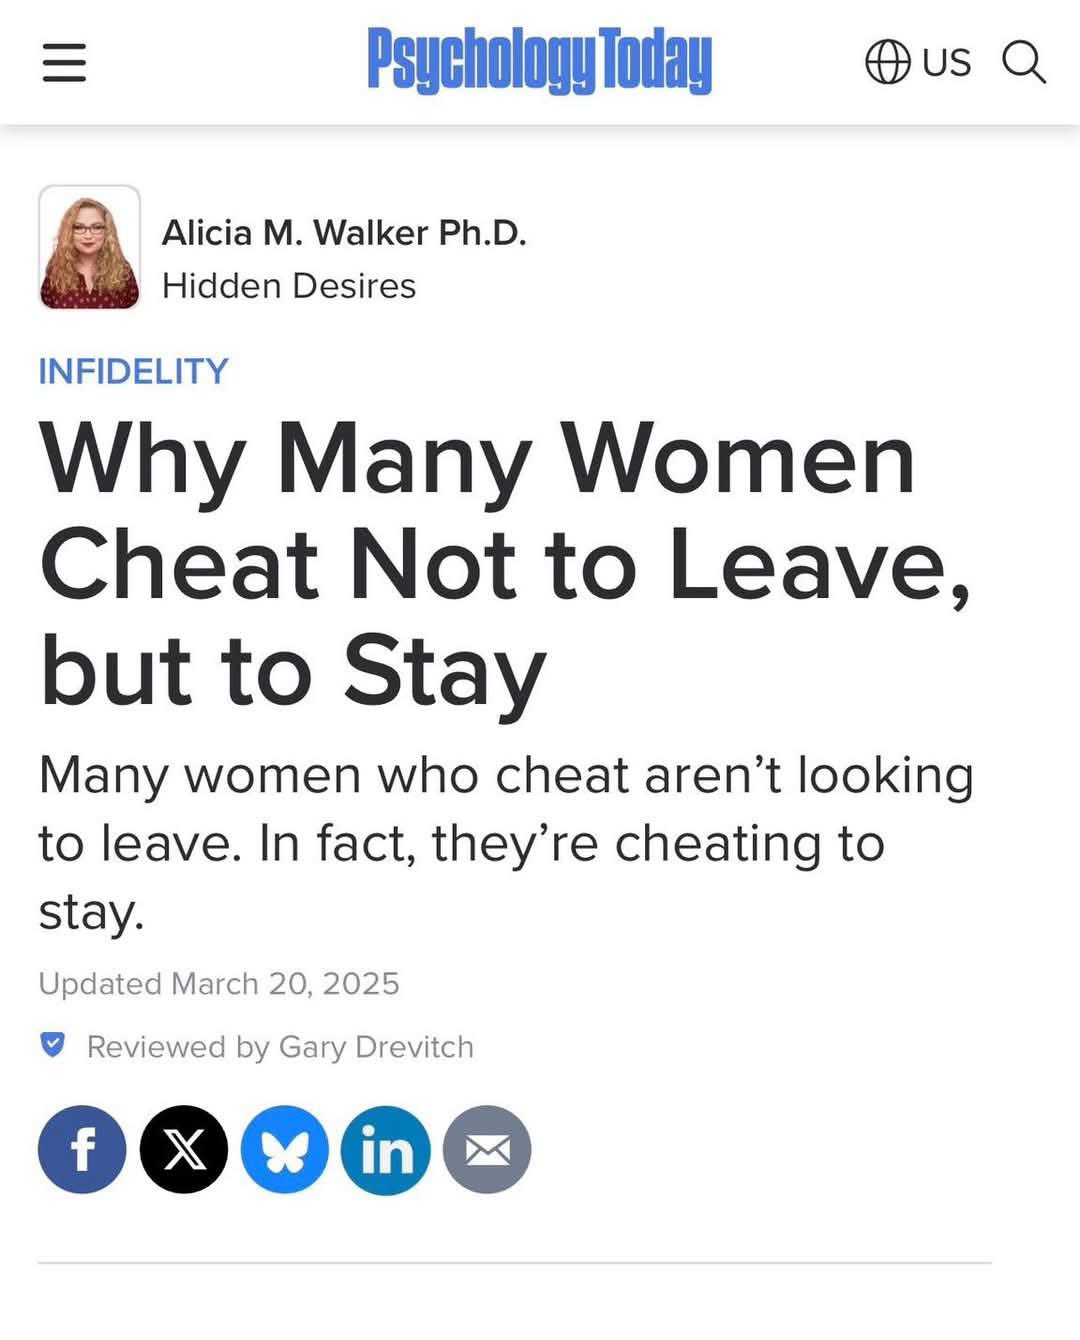 Psychology Today
US
Alicia M. Walker Ph.D.
Hidden Desires
INFIDELITY
Why Many Women
Cheat Not to Leave,
but to Stay
Many women who cheat aren’t looking
to leave. In fact, they’re cheating to
stay.
Updated March 20, 2025
Reviewed by Gary Drevitch
f
X
in